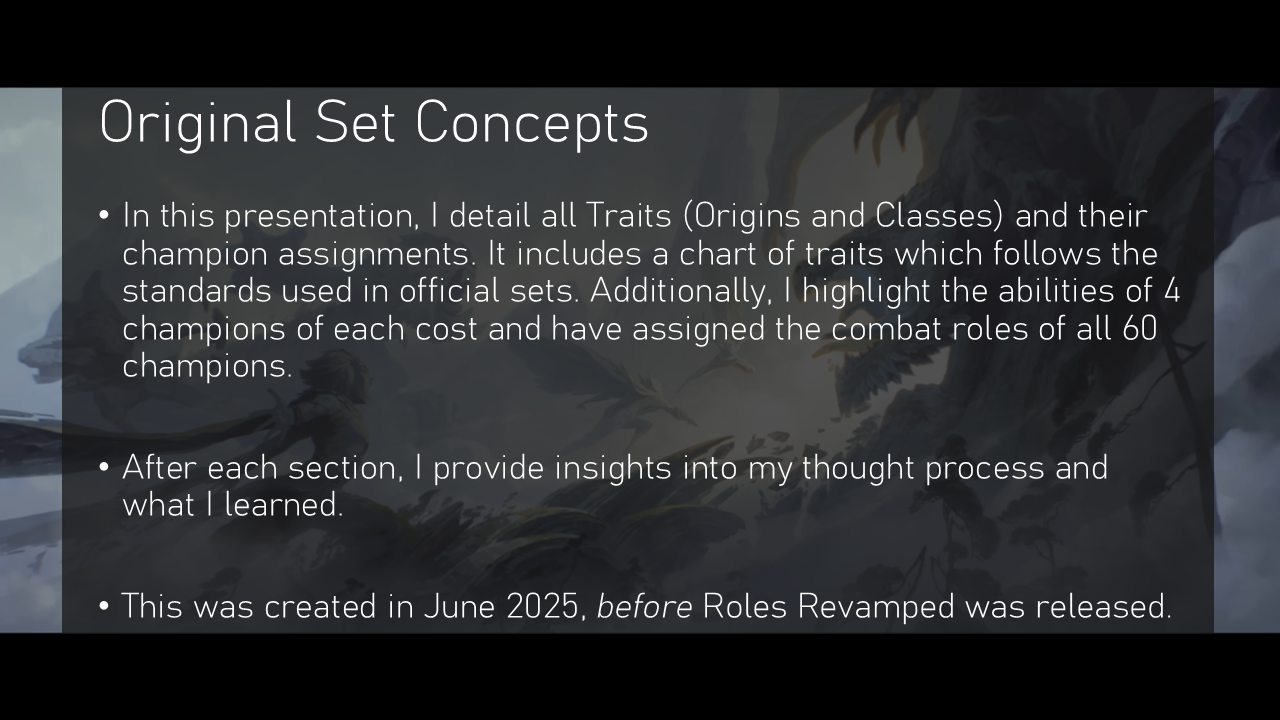 Original Set Concepts
• In this presentation, I detail all Traits (Origins and Classes) and their
champion assignments. It includes a chart of traits which follows the
standards used in official sets. Additionally, I highlight the abilities of 4
champions of each cost and have assigned the combat roles of all 60
champions.
• After each section, I provide insights into my thought process and
what I learned.
• This was created in June 2025, before Roles Revamped was released.